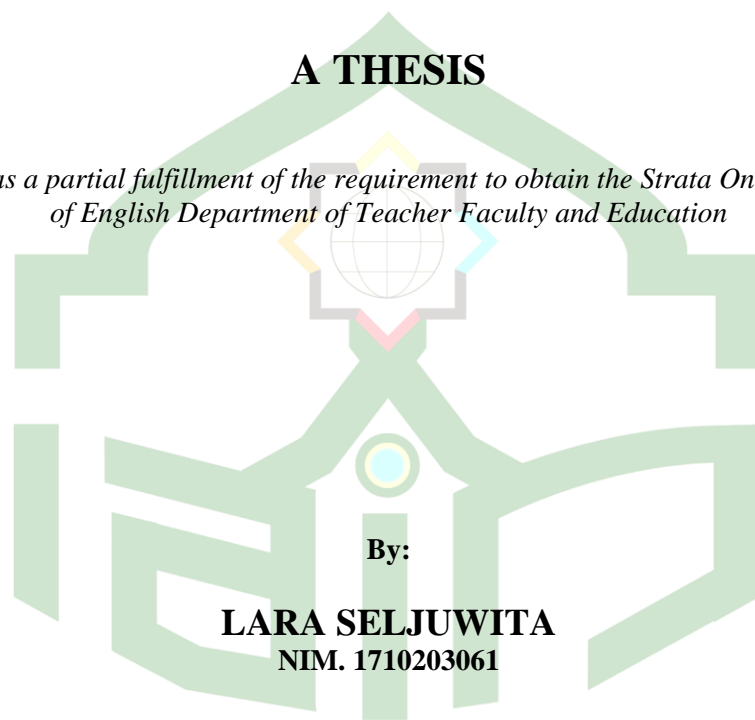 A THESIS
as a partial fulfillment of the requirement to obtain the Strata
of English Department of Teacher Faculty and Education
By:
LARA SELJUWITA
NIM. 1710203061